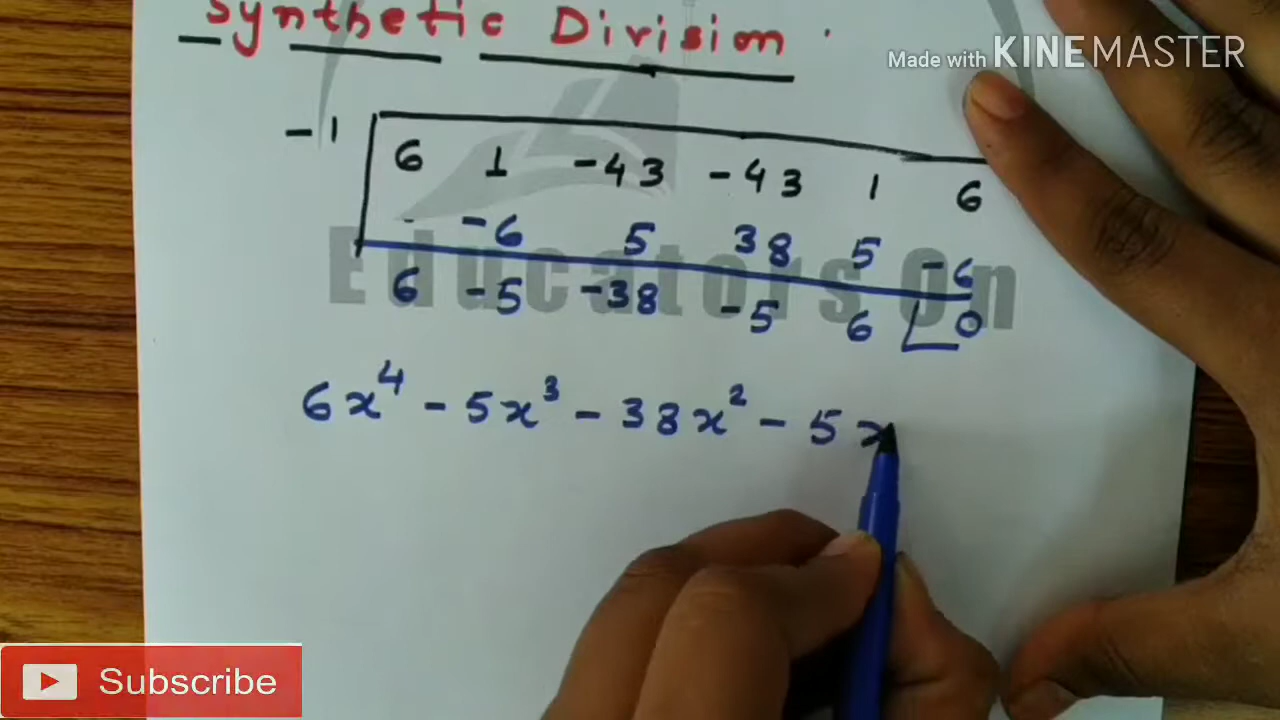 Synthetic Division.
Made with KINEMASTER
-1 6 1 -43 -43 1 6
-6 5 38 5 -6
6 -5 -38 -5 6 0
Educators On
6x⁴ - 5x³ - 38x² - 5x
Subscribe